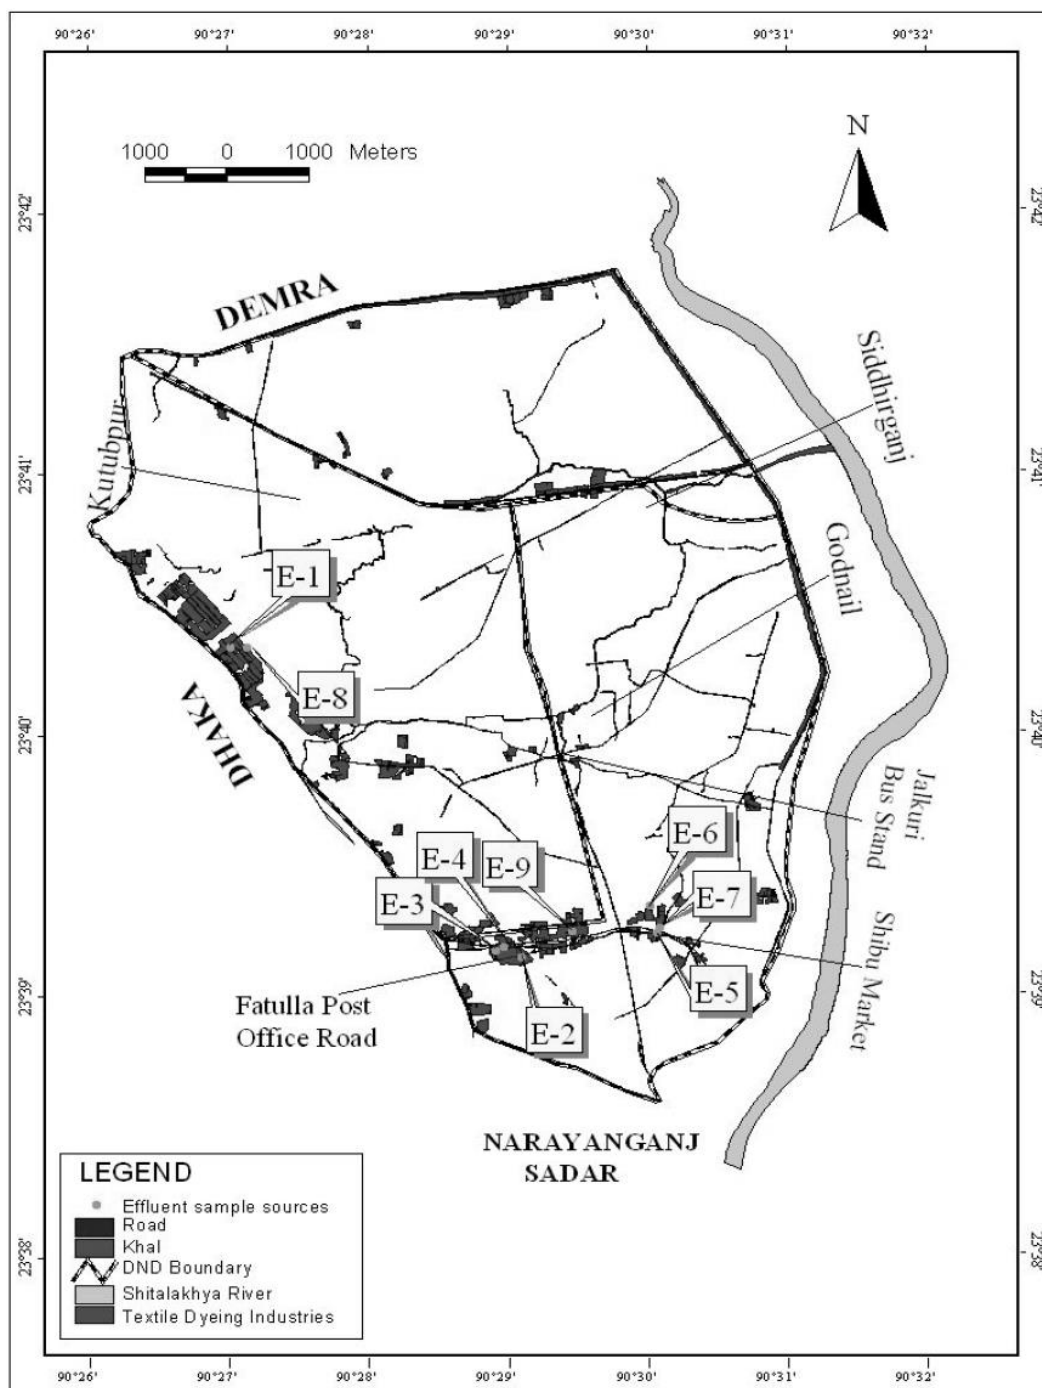 90°26' 90°27' 90°28' 90°29' 90°30' 90°31' 90°32'
1000 0 1000 Meters
N
23°42' 23°42'
DEMRA
Siddhirganj
Kutubpur
23°41' 23°41'
Godnail
E-1
E-8
DHAKA
23°40' 23°40'
Jalkuri
Bus Stand
E-6
E-4
E-9
E-7
E-3
Shibu Market
E-5
23°39' 23°39'
Fatulla Post
Office Road
E-2
NARAYANGANJ
SADAR
LEGEND
Effluent sample sources
Road
Khal
DND Boundary
Shitalakhya River
Textile Dyeing Industries
23°38' 23°38'
90°26' 90°27' 90°28' 90°29' 90°30' 90°31' 90°32'